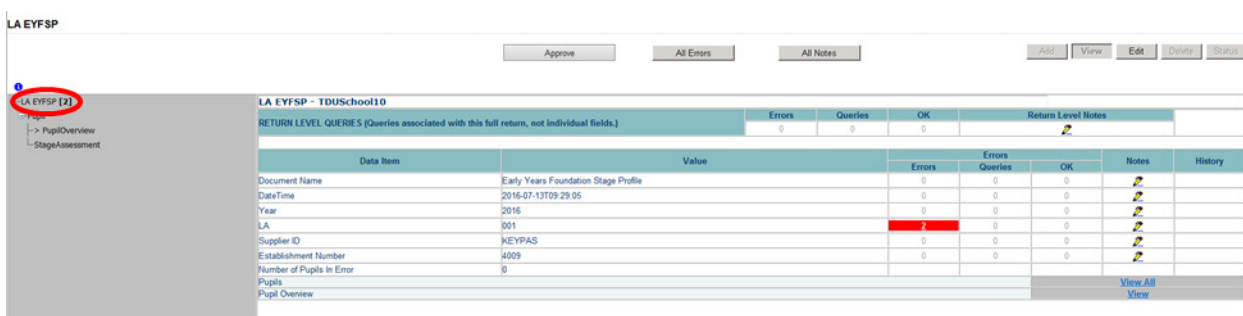 LA EYFSP
Approve All Errors All Notes Add View Edit Delete Status
LA EYFSP [2]
Pupil
-> PupilOverview
StageAssessment
LA EYFSP - TDUSchool10
RETURN LEVEL QUERIES (Queries associated with this full return, not individual fields.) Errors Queries OK Return Level Notes
0 0 0
Data Item Value Errors Notes History
Errors Queries OK
Document Name Early Years Foundation Stage Profile 0 0 0
DateTime 2016-07-13T09:29:05 0 0 0
Year 2016 0 0 0
LA 001 2 0 0
Supplier ID KEYPAS 0 0 0
Establishment Number 4009 0 0 0
Number of Pupils In Error 0
Pupils View All
Pupil Overview View